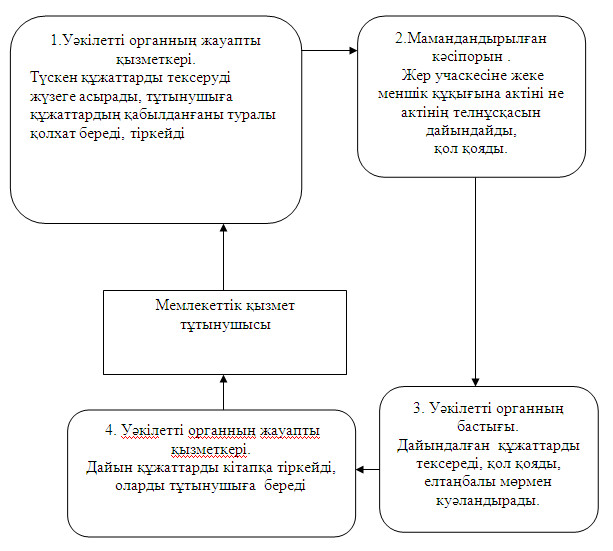 1.Уәкілетті органның жауапты
қызметкері.
Түскен құжаттарды тексеруді
жүзеге асырады, тұтынушыға
құжаттардың қабылданғаны туралы
қолхат береді, тіркейді
2.Мамандандырылған
кәсіпорын .
Жер учаскесіне жеке
меншік құқығына актіні не
актінің телнұсқасын
дайындайды,
қол қояды.
Мемлекеттік қызмет
тұтынушысы
3. Уәкілетті органның
бастығы.
Дайындалған құжаттарды
тексереді, қол қояды,
елтаңбалы мөрмен
куәландырады.
4. Уәкілетті органның жауапты
қызметкері.
Дайын құжаттарды кітапқа тіркейді,
оларды тұтынушыға береді